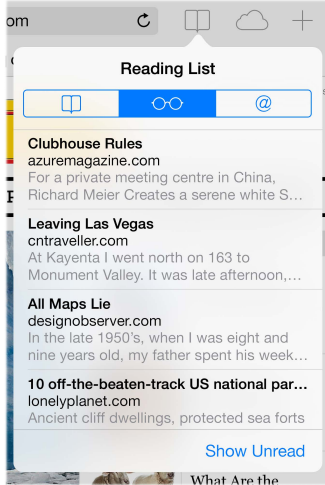 om
Reading List
@
Clubhouse Rules
azuremagazine.com
For a private meeting centre in China,
Richard Meier Creates a serene white S…
Leaving Las Vegas
cntraveller.com
At Kayenta I went north on 163 to
Monument Valley. It was late afternoon,…
All Maps Lie
designobserver.com
In the late 1950's, when I was eight and
nine years old, my father spent his week…
10 off-the-beaten-track US national par…
lonelyplanet.com
Ancient cliff dwellings, protected sea forts
Show Unread
What Are the